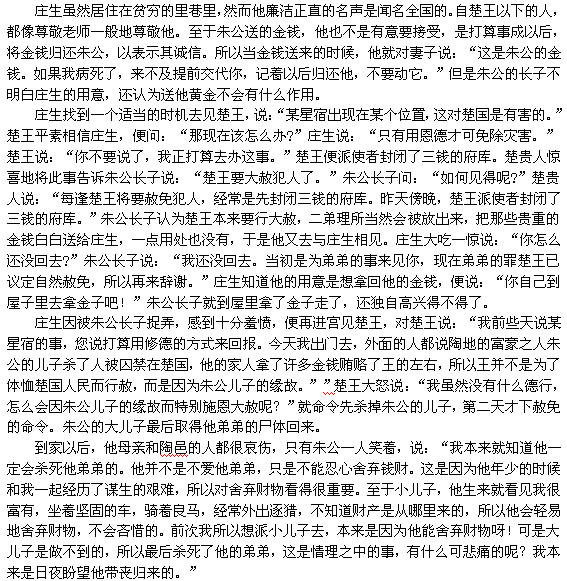 庄生虽然居住在贫穷的里巷里，然而他廉洁正直的名声是闻名全国的。自楚王以下的人，
都像尊敬老师一般地尊敬他。至于朱公送的金钱，他也不是有意要接受，是打算事成以后，
将金钱归还朱公，以表示其诚信。所以当金钱送来的时候，他就对妻子说：“这是朱公的金
钱。如果我病死了，来不及提前交代你，记着以后归还他，不要动它。”但是朱公的长子不
明白庄生的用意，还认为送他黄金不会有什么作用。
庄生找到一个适当的时机去见楚王，说：“某星宿出现在某个位置，这对楚国是有害的。”
楚王平素相信庄生，便问：“那现在该怎么办?”庄生说：“只有用恩德才可免除灾害。”
楚王说：“你不要说了，我正打算去办这事。”楚王便派使者封闭了三钱的府库。楚贵人惊
喜地将此事告诉朱公长子说：“楚王要大赦犯人了。”朱公长子问：“如何见得呢?”楚贵
人说：“每逢楚王将要赦免犯人，经常是先封闭三钱的府库。昨天傍晚，楚王派使者封闭了
三钱的府库。”朱公长子认为楚王本来要行大赦，二弟理所当然会被放出来，把那些贵重的
金钱白白送给庄生，一点用处也没有，于是他又去与庄生相见。庄生大吃一惊说：“你怎么
还没回去?”朱公长子说：“我还没回去。当初是为弟弟的事来见你，现在弟弟的罪楚王已
议定自然赦免，所以再来辞谢。”庄生知道他的用意是想拿回他的金钱，便说：“你自己到
屋子里去拿金子吧！”朱公长子就到屋里拿了金子走了，还独自高兴得不得了。
庄生因被朱公长子捉弄，感到十分羞愤，便再进宫见楚王，对楚王说：“我前些天说某
星宿的事，您说打算用修德的方式来回报。今天我出门去，外面的人都说陶地的富豪之人朱
公的儿子杀了人被囚禁在楚国，他的家人拿了许多金钱贿赂了王的左右，所以王并不是为了
体恤楚国人民而行赦，而是因为朱公儿子的缘故。””楚王大怒说：“我虽然没有什么德行，
怎么会因朱公儿子的缘故而特别施恩大赦呢？”就命令先杀掉朱公的儿子，第二天才下赦免
的命令。朱公的大儿子最后取得他弟弟的尸体回来。
到家以后，他母亲和陶邑的人都很哀伤，只有朱公一人笑着，说：“我本来就知道他一
定会杀死他弟弟的。他并不是不爱他弟弟，只是不能忍心舍弃钱财。这是因为他年少的时候
和我一起经历了谋生的艰难，所以对舍弃财物看得很重要。至于小儿子，他生来就看见我很
富有，坐着坚固的车，骑着良马，经常外出逐猎，不知道财产是从哪里来的，所以他会轻易
地舍弃财物，不会吝惜的。前次我所以想派小儿子去，本来是因为他能舍弃财物呀！可是大
儿子是做不到的，所以最后杀死了他的弟弟，这是情理之中的事，有什么可悲痛的呢？我本
来是日夜盼望他带丧归来的。”